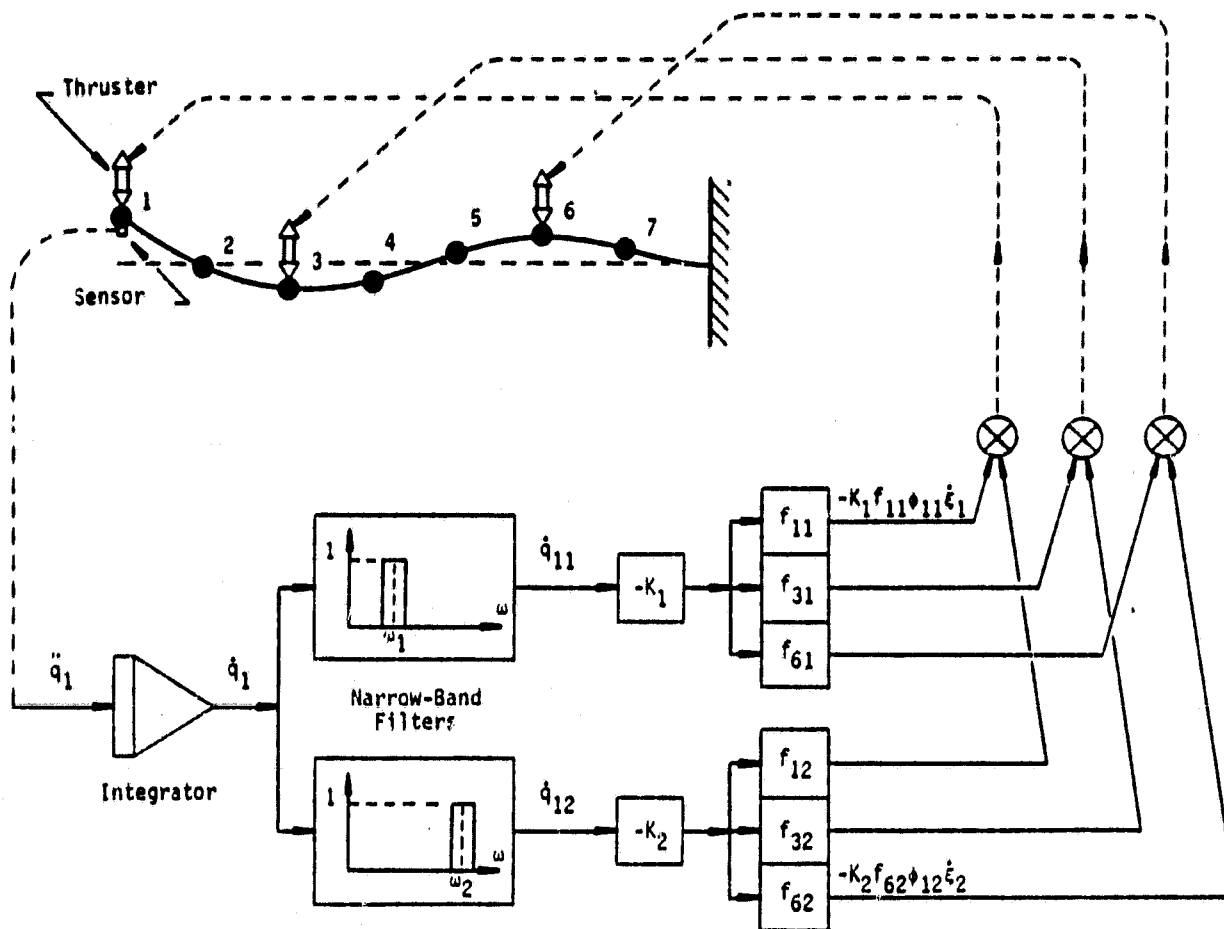 Thruster
1
2
3
4
5
6
7
Sensor
q̈₁
q̇₁
Integrator
1
ω₁
ω
Narrow-Band
Filters
1
ω₂
ω
q̇₁₁
-K₁
f₁₁
f₃₁
f₆₁
-K₁f₁₁ϕ₁₁ξ̇₁
q̇₁₂
-K₂
f₁₂
f₃₂
f₆₂
-K₂f₆₂ϕ₁₂ξ̇₂